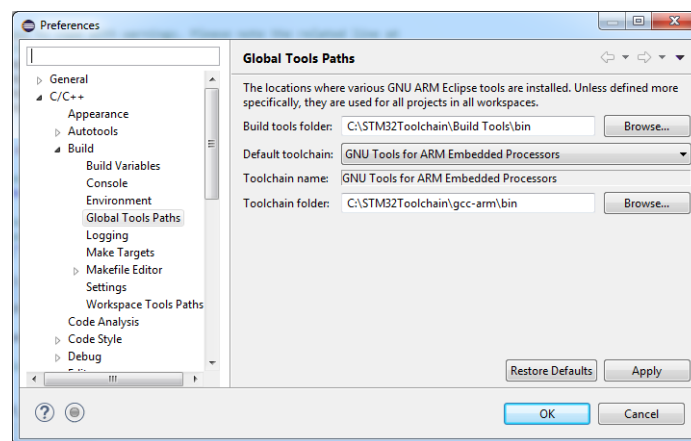 Preferences
Global Tools Paths
General
C/C++
Appearance
Autotools
Build
Build Variables
Console
Environment
Global Tools Paths
Logging
Make Targets
Makefile Editor
Settings
Workspace Tools Paths
Code Analysis
Code Style
Debug
The locations where various GNU ARM Eclipse tools are installed. Unless defined more
specifically, they are used for all projects in all workspaces.
Build tools folder: C:\STM32Toolchain\Build Tools\bin Browse...
Default toolchain: GNU Tools for ARM Embedded Processors
Toolchain name: GNU Tools for ARM Embedded Processors
Toolchain folder: C:\STM32Toolchain\gcc-arm\bin Browse...
Restore Defaults Apply
OK Cancel